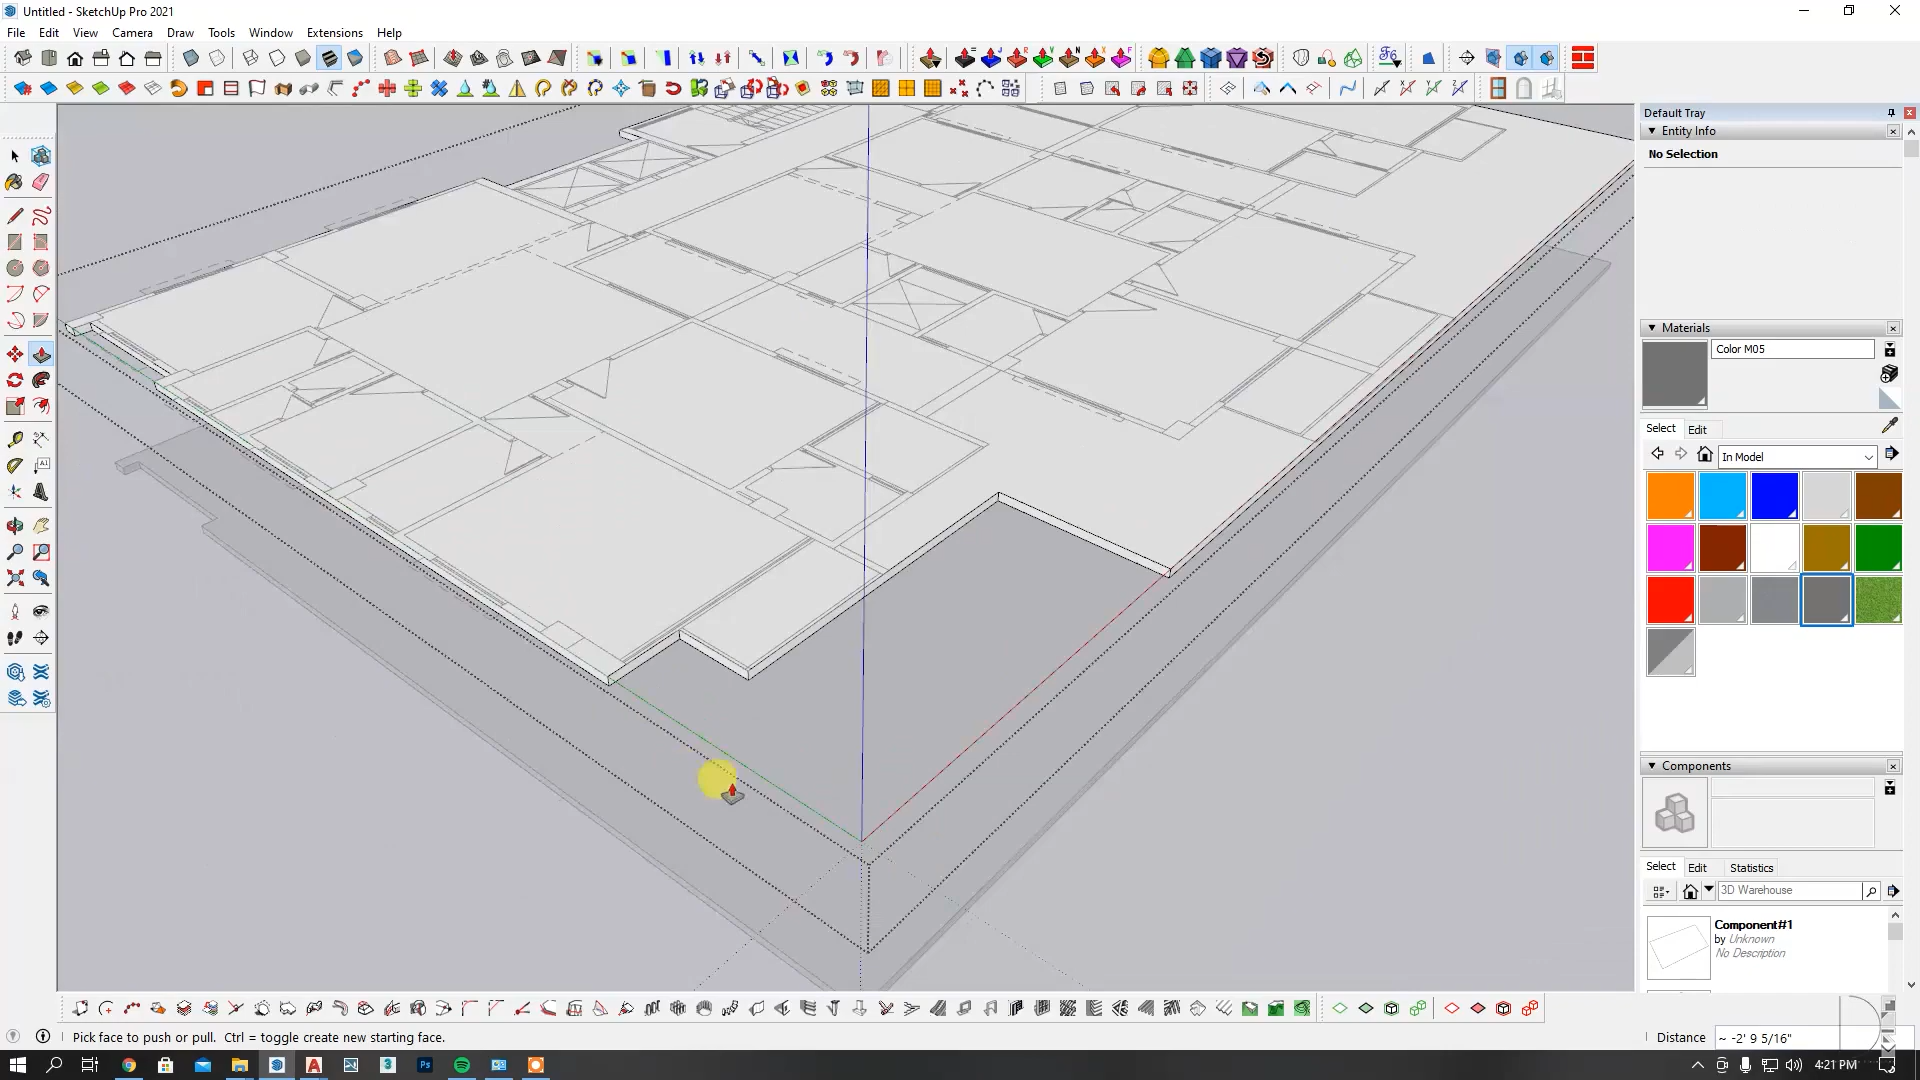 Untitled - SketchUp Pro 2021
File Edit View Camera Draw Tools Window Extensions Help
Default Tray
Entity Info
No Selection
Materials
Color M05
Select Edit
In Model
Components
Select Edit Statistics
3D Warehouse
Component#1
by Unknown
No Description
Pick face to push or pull. Ctrl = toggle create new starting face.
Distance ~ -2' 9 5/16"
4:21 PM